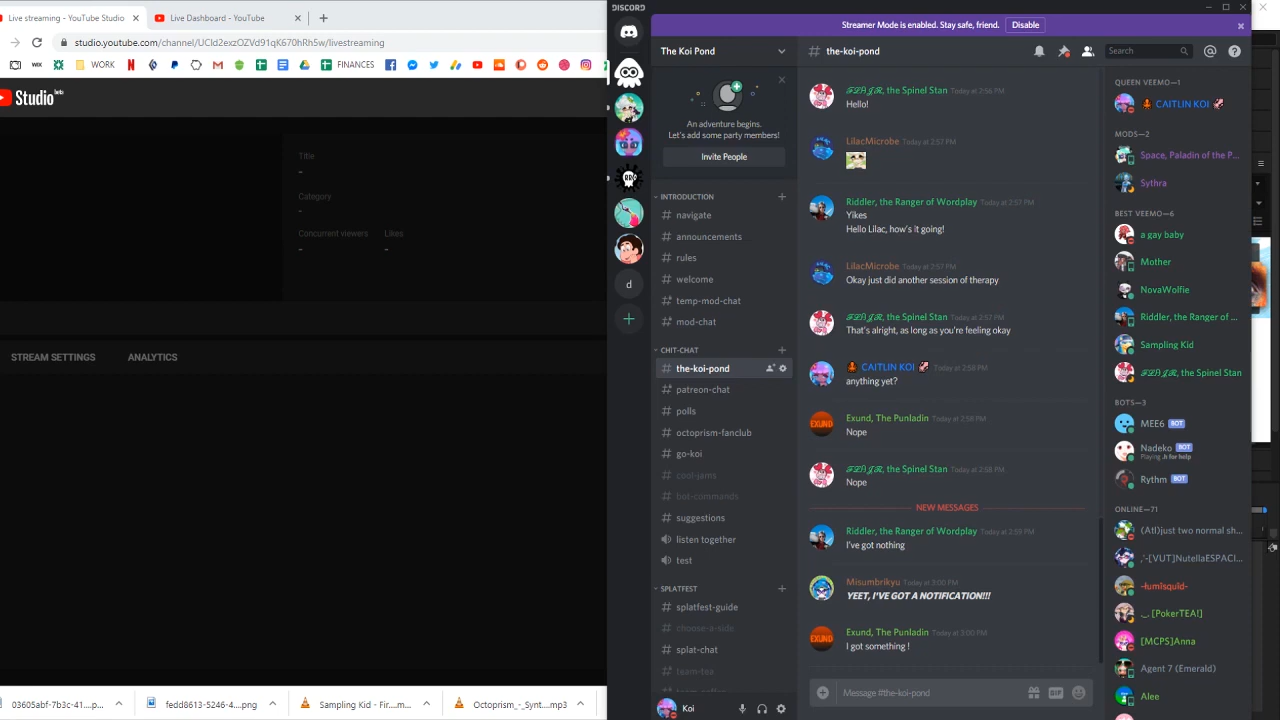 Live streaming - YouTube Studio
Live Dashboard - YouTube
studio.youtube.com/channel/UCId2exzOZVd91qK670hRh5w/livestreaming
WIX
WORK
FINANCES
Studio beta
Title
-
Category
-
Concurrent viewers Likes
- -
STREAM SETTINGS
ANALYTICS
fedora-3282469_....png
Sampling Kid - F....mp3
Octoprism_-_Synt....mp3
DISCORD
Streamer Mode is enabled. Stay safe, friend. Disable
The Koi Pond
An adventure begins.
Let's add some party members!
Invite People
INTRODUCTION
navigate
announcements
rules
welcome
temp-mod-chat
mod-chat
CHIT-CHAT
the-koi-pond
patreon-chat
polls
octoprism-fanclub
go-koi
cool-jams
bot-commands
suggestions
listen together
test
SPLATFEST
splatfest-guide
choose-a-side
splat-chat
team-tea
Koi
# the-koi-pond
Search
the Spinel Stan Today at 2:56 PM
Hello!
LilacMicrobe Today at 2:57 PM
Riddler, the Ranger of Wordplay Today at 2:57 PM
Yikes
Hello Lilac, how's it going!
LilacMicrobe Today at 2:57 PM
Okay just did another session of therapy
the Spinel Stan Today at 2:57 PM
That's alright, as long as you're feeling okay
CAITLIN KOI Today at 2:58 PM
anything yet?
EXUND
Exund, The Punladin Today at 2:58 PM
Nope
the Spinel Stan Today at 2:58 PM
Nope
NEW MESSAGES
Riddler, the Ranger of Wordplay Today at 2:59 PM
I've got nothing
Misumbrikyu Today at 3:00 PM
YEET, I'VE GOT A NOTIFICATION!!!
EXUND
Exund, The Punladin Today at 3:00 PM
I got something !
Message #the-koi-pond
GIF
QUEEN VEEMO—1
CAITLIN KOI
MODS—2
Space, Paladin of the P...
Sythra
BEST VEEMO—6
a gay baby
Mother
NovaWolfie
Riddler, the Ranger of ...
Sampling Kid
the Spinel Stan
BOTS—3
MEE6 BOT
Nadeko BOT
Playing .h for help
Rythm BOT
ONLINE—71
(Atl)just two normal sh...
,'-[VUT]NutellaESPACI...
[PokerTEA!]
[MCPS]Anna
Agent 7 (Emerald)
Alee